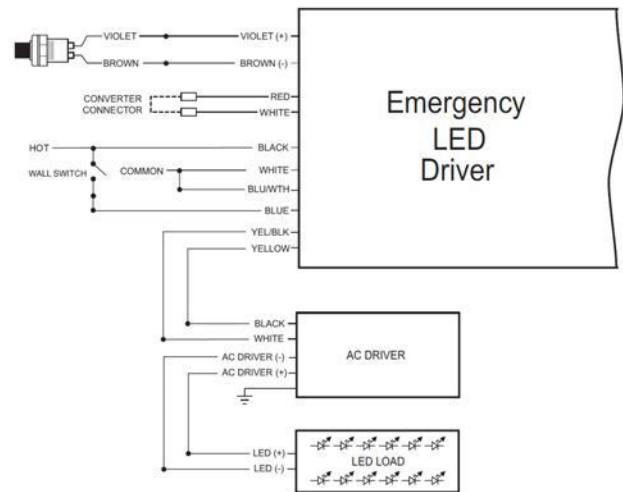 VIOLET VIOLET (+)
BROWN BROWN (-)
CONVERTER
CONNECTOR
RED
WHITE
HOT
WALL SWITCH
COMMON
BLACK
WHITE
BLU/WTH
BLUE
YEL/BLK
YELLOW
Emergency
LED
Driver
BLACK
WHITE
AC DRIVER (-)
AC DRIVER (+)
AC DRIVER
LED (+)
LED (-)
LED LOAD